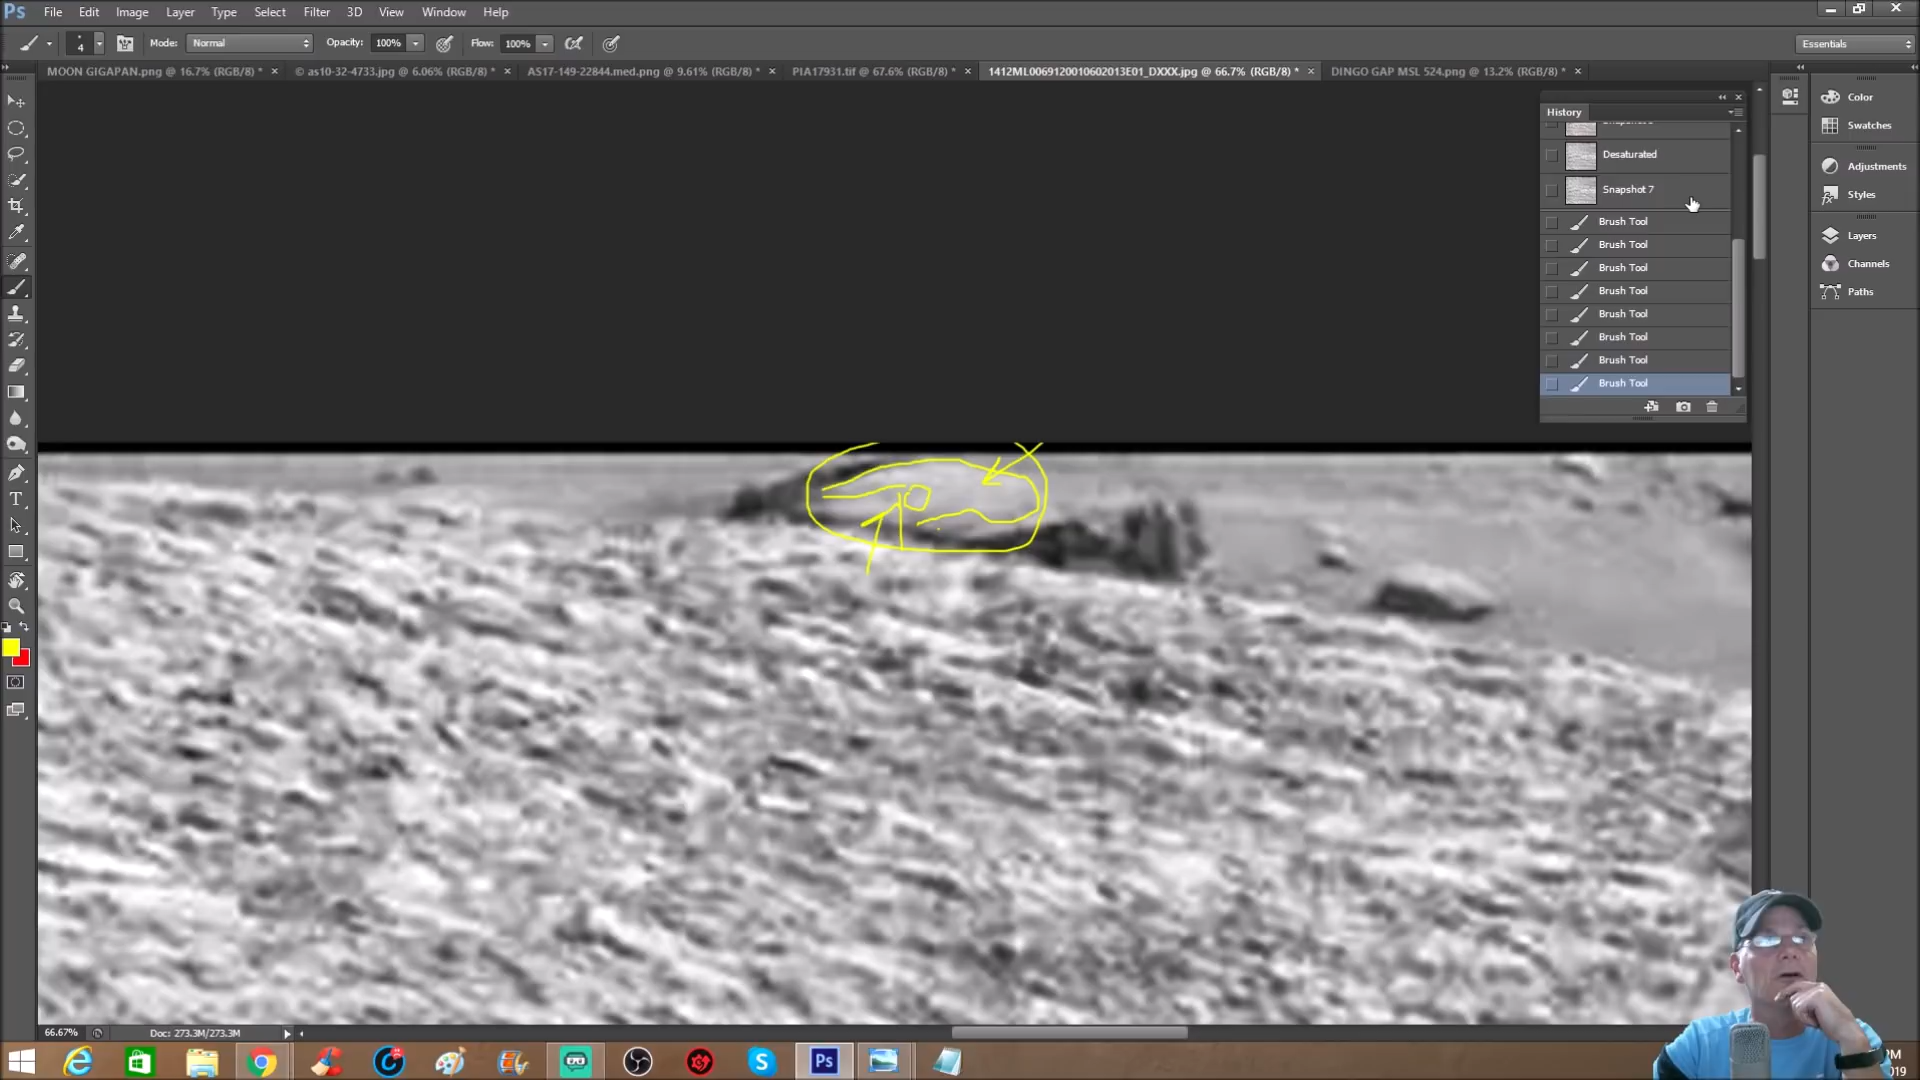 Ps File Edit Image Layer Type Select Filter 3D View Window Help
4 Mode: Normal Opacity: 100% Flow: 100% Essentials
MOON GIGAPAN.png @ 16.7% (RGB/8) * × © as10-32-4733.jpg @ 6.06% (RGB/8) * × AS17-149-22844.med.png @ 9.61% (RGB/8) * × PIA17931.tif @ 67.6% (RGB/8) * × 1412ML0069120010602013E01_DXXX.jpg @ 66.7% (RGB/8) * × DINGO GAP MSL 524.png @ 13.2% (RGB/8) * ×
History
Desaturated
Snapshot 7
Brush Tool
Brush Tool
Brush Tool
Brush Tool
Brush Tool
Brush Tool
Brush Tool
Brush Tool
Color
Swatches
Adjustments
Styles
Layers
Channels
Paths
66.67% Doc: 273.3M/273.3M
Ps